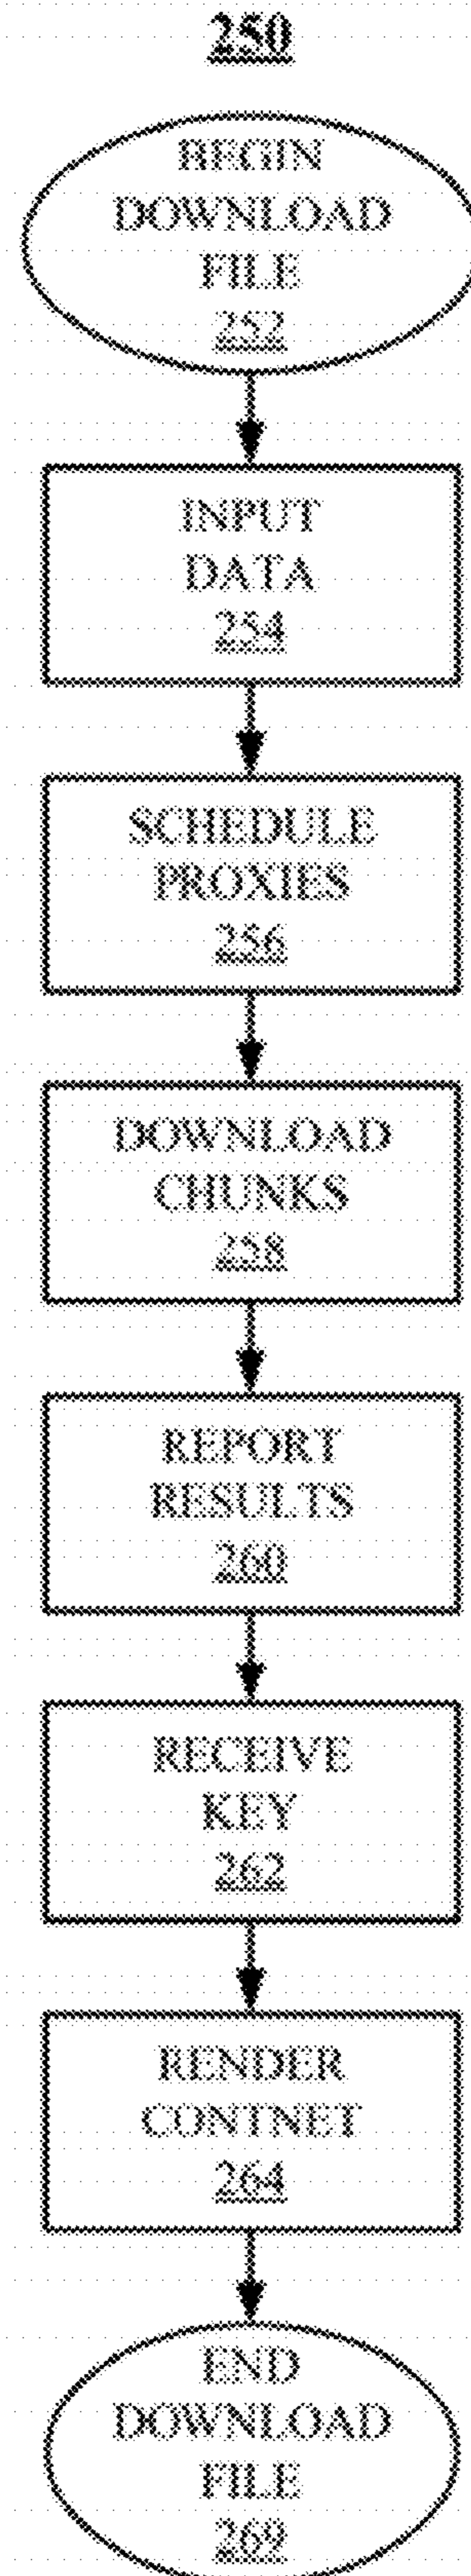 250
BEGIN
DOWNLOAD
FILE
252
INPUT
DATA
254
SCHEDULE
PROXIES
256
DOWNLOAD
CHUNKS
258
REPORT
RESULTS
260
RECEIVE
KEY
262
RENDER
CONTNET
264
END
DOWNLOAD
FILE
269